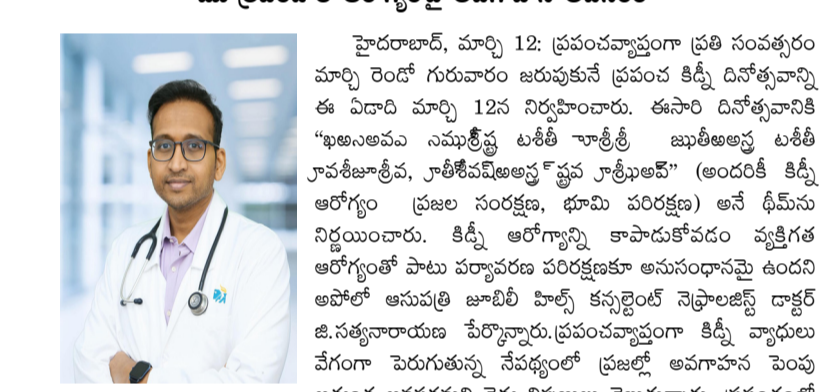 హైదరాబాద్, మార్చి 12: ప్రపంచవ్యాప్తంగా ప్రతి సంవత్సరం
మార్చి రెండో గురువారం జరుపుకునే ప్రపంచ కిడ్నీ దినోత్సవాన్ని
ఈ ఏడాది మార్చి 12న నిర్వహించారు. ఈసారి దినోత్సవానికి
(అందరికీ కిడ్నీ
ఆరోగ్యం ప్రజల సంరక్షణ, భూమి పరిరక్షణ) అనే థీమ్‌ను
నిర్ణయించారు. కిడ్నీ ఆరోగ్యాన్ని కాపాడుకోవడం వ్యక్తిగత
ఆరోగ్యంతో పాటు పర్యావరణ పరిరక్షణకూ అనుసంధానమై ఉందని
అపోలో ఆసుపత్రి జూబిలీ హిల్స్ కన్సల్టెంట్ నెఫ్రాలజిస్ట్ డాక్టర్
జి.సత్యనారాయణ పేర్కొన్నారు.ప్రపంచవ్యాప్తంగా కిడ్నీ వ్యాధులు
వేగంగా పెరుగుతున్న నేపథ్యంలో ప్రజల్లో అవగాహన పెంపు